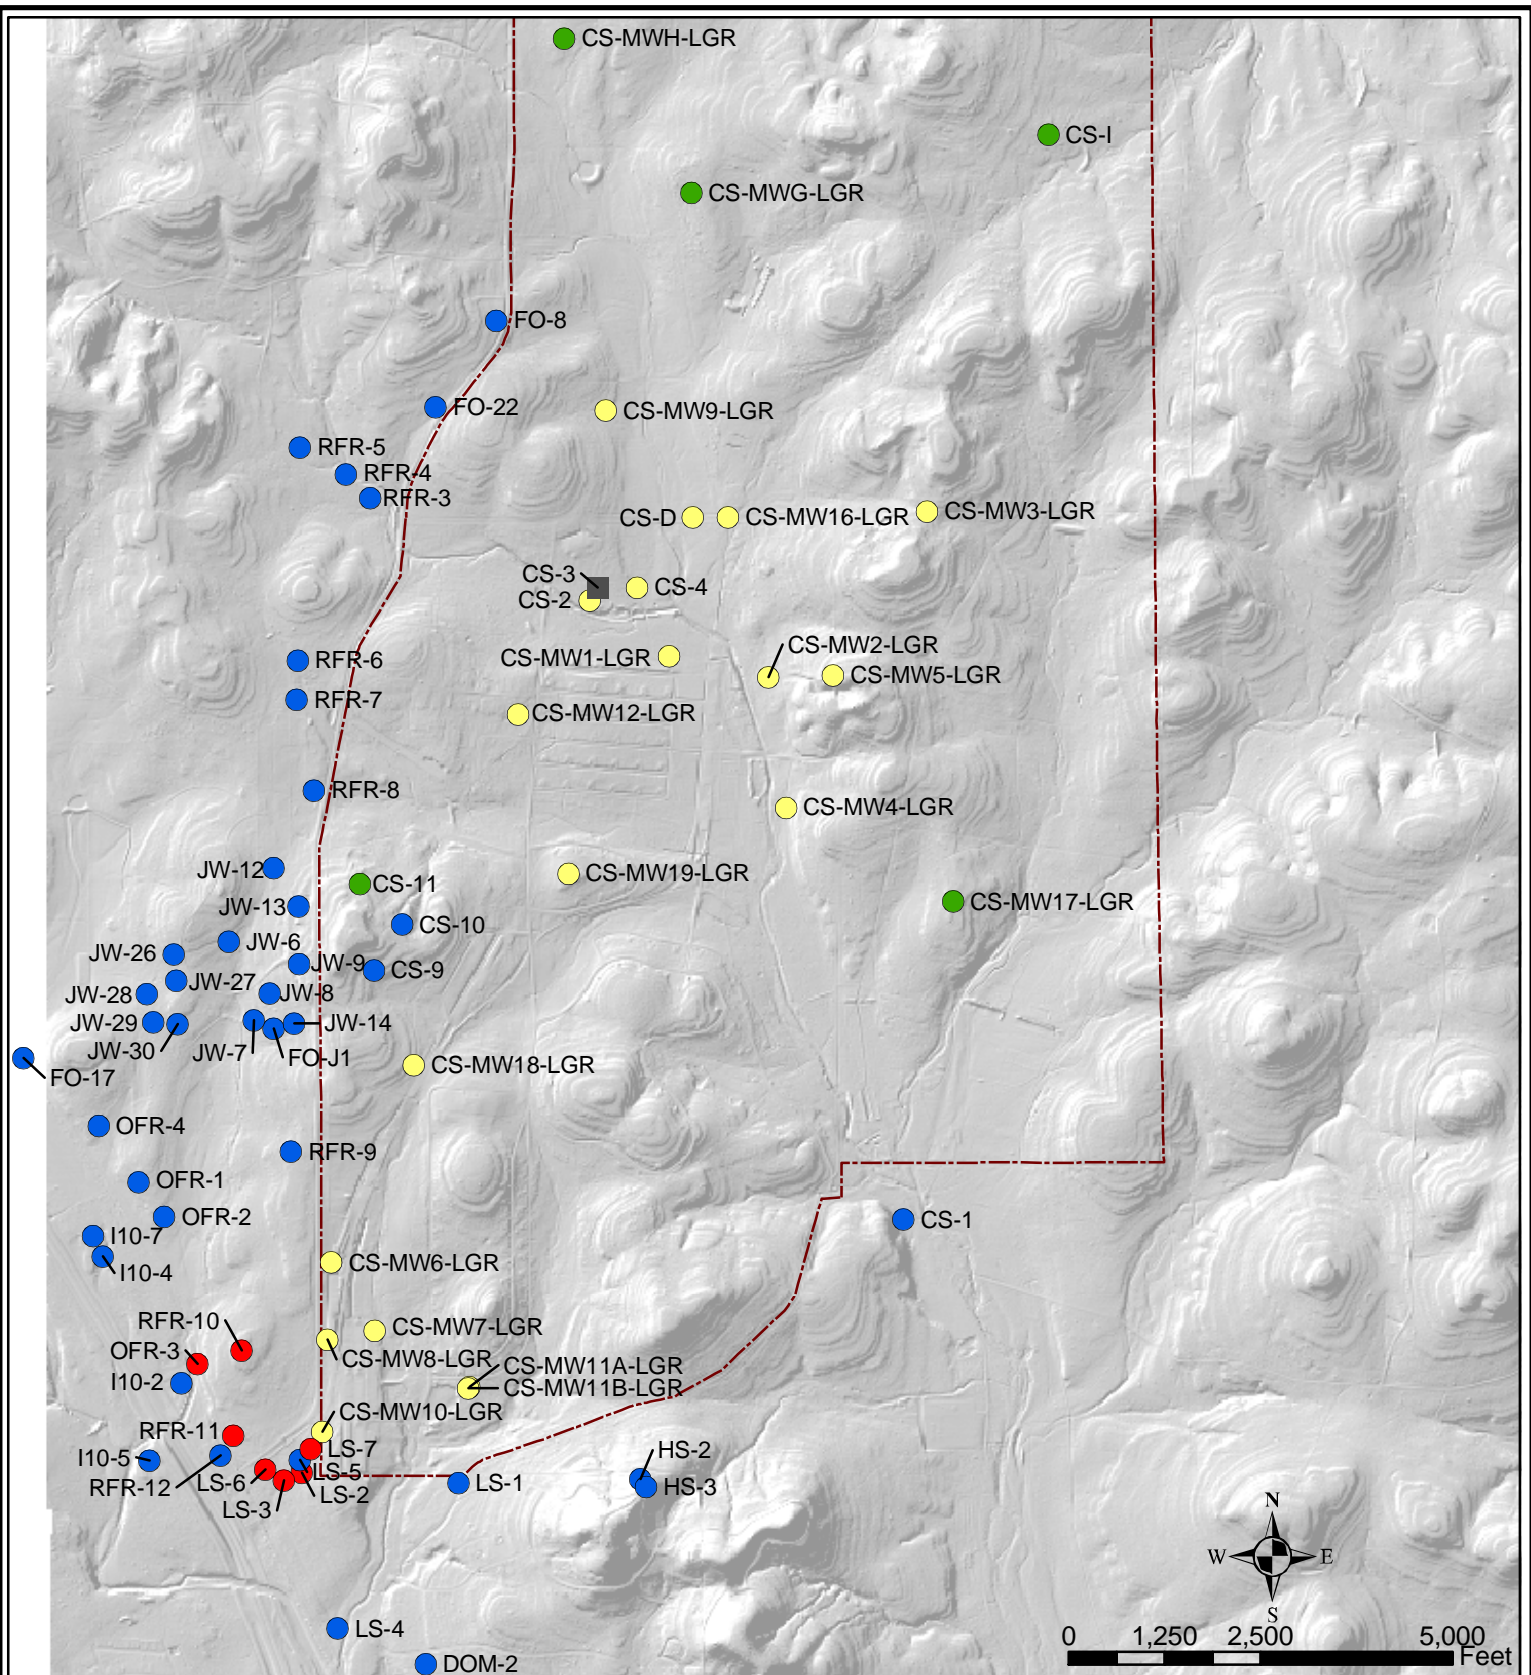 CS-MWH-LGR
CS-I
CS-MWG-LGR
FO-8
FO-22
CS-MW9-LGR
RFR-5
RFR-4
RFR-3
CS-D
CS-MW16-LGR
CS-MW3-LGR
CS-3
CS-4
CS-2
CS-MW2-LGR
CS-MW1-LGR
RFR-6
CS-MW5-LGR
RFR-7
CS-MW12-LGR
RFR-8
CS-MW4-LGR
JW-12
CS-11
CS-MW19-LGR
CS-MW17-LGR
JW-13
CS-10
JW-6
JW-26
JW-9
CS-9
JW-27
JW-28
JW-8
JW-29
JW-14
JW-30
JW-7
FO-J1
CS-MW18-LGR
FO-17
OFR-4
RFR-9
OFR-1
OFR-2
CS-1
I10-7
CS-MW6-LGR
I10-4
RFR-10
CS-MW7-LGR
OFR-3
CS-MW8-LGR
CS-MW11A-LGR
I10-2
CS-MW11B-LGR
CS-MW10-LGR
RFR-11
LS-7
HS-2
I10-5
LS-5
RFR-12
LS-6
LS-1
HS-3
LS-2
LS-3
N
W
E
S
LS-4
DOM-2
0 1,250 2,500 5,000
Feet